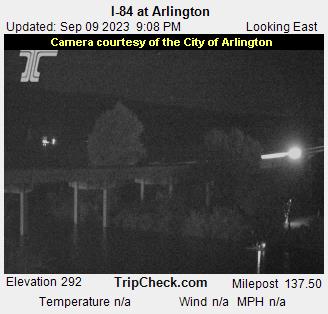 I-84 at Arlington
Updated: Sep 09 2023 9:08 PM Looking East
Camera courtesy of the City of Arlington
Elevation 292 TripCheck.com Milepost 137.50
Temperature n/a Wind n/a MPH n/a